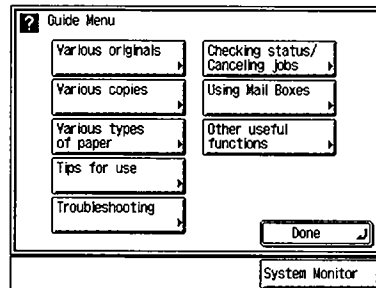 ? Guide Menu
Various originals
Checking status/
Canceling jobs
Various copies
Using Mail Boxes
Various types
of paper
Other useful
functions
Tips for use
Troubleshooting
Done
System Monitor